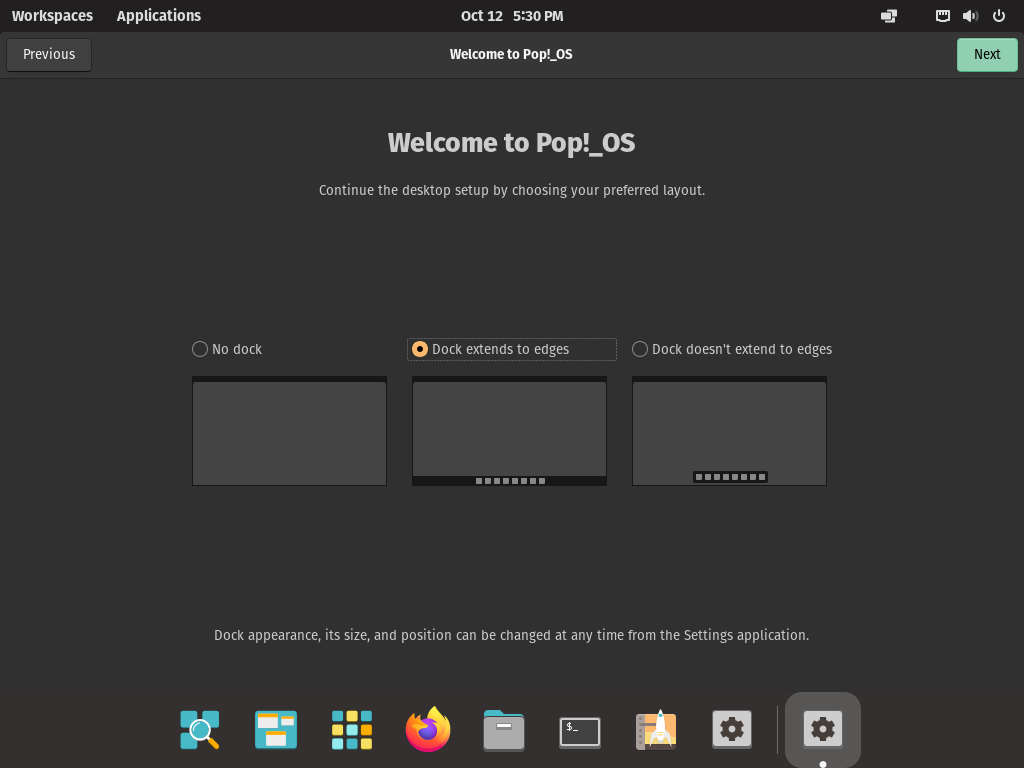 Workspaces Applications Oct 12 5:30 PM
Previous Welcome to Pop!_OS Next
Welcome to Pop!_OS
Continue the desktop setup by choosing your preferred layout.
No dock Dock extends to edges Dock doesn't extend to edges
Dock appearance, its size, and position can be changed at any time from the Settings application.
$_